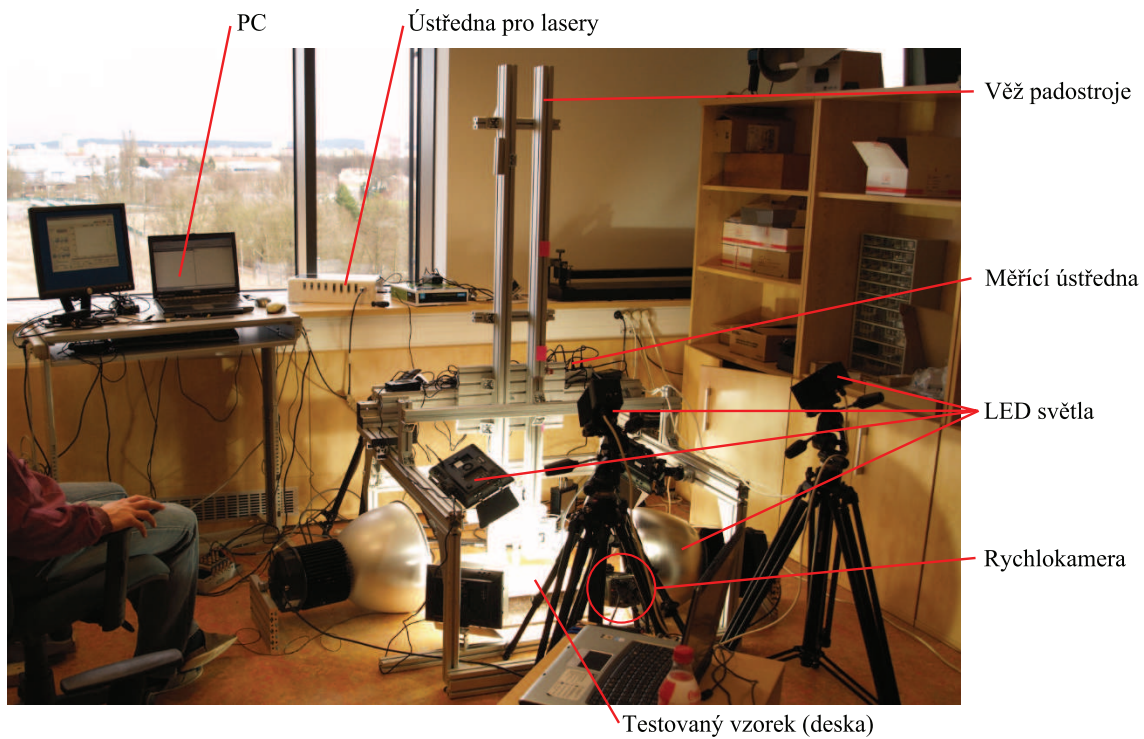 PC
Ústředna pro lasery
Věž padostroje
Měřící ústředna
LED světla
Rychlokamera
Testovaný vzorek (deska)